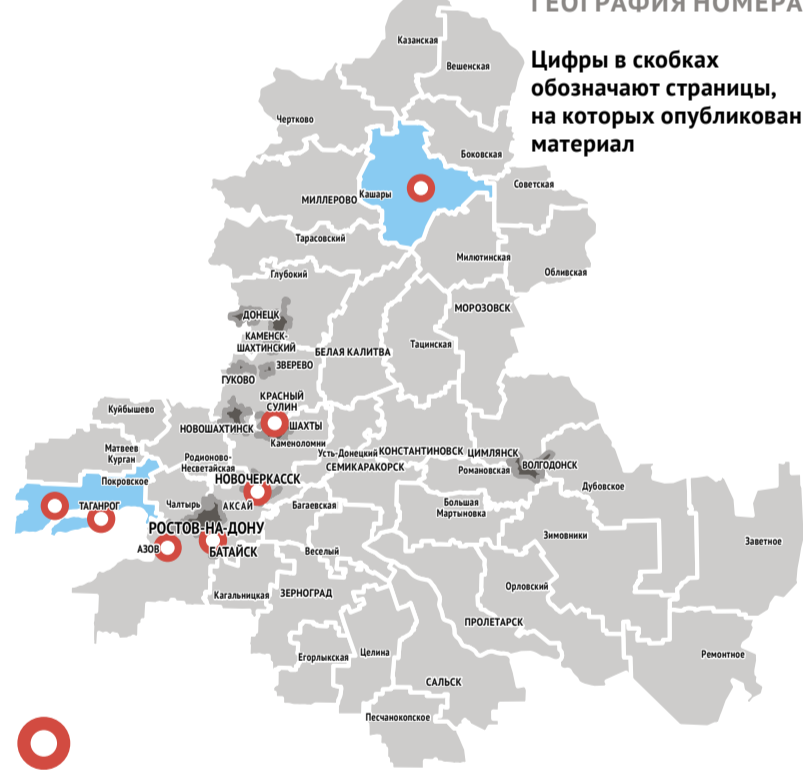 ГЕОГРАФИЯ НОМЕРА
Цифры в скобках
обозначают страницы,
на которых опубликован
материал
Казанская
Вешенская
Чертково
Боковская
Советская
Кашары
МИЛЛЕРОВО
Тарасовский
Милютинская
Обливская
Глубокий
МОРОЗОВСК
ДОНЕЦК
КАМЕНСК-
ШАХТИНСКИЙ
Тацинская
БЕЛАЯ КАЛИТВА
ЗВЕРЕВО
ГУКОВО
КРАСНЫЙ
СУЛИН
Куйбышево
НОВОШАХТИНСК
ШАХТЫ
Каменоломни
Матвеев
Курган
Усть-Донецкий
КОНСТАНТИНОВСК
ЦИМЛЯНСК
Родионово-
Несветайская
СЕМИКАРАКОРСК
Романовская
ВОЛГОДОНСК
Покровское
НОВОЧЕРКАССК
Дубовское
ТАГАНРОГ
Чалтырь
АКСАЙ
Багаевская
Большая
Мартыновка
РОСТОВ-НА-ДОНУ
Зимовники
Заветное
АЗОВ
БАТАЙСК
Веселый
Орловский
Кагальницкая
ЗЕРНОГРАД
ПРОЛЕТАРСК
Егорлыкская
Целина
Ремонтное
САЛЬСК
Песчанокопское